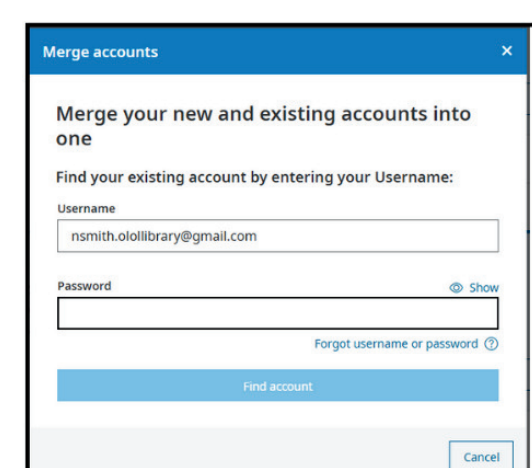 Merge accounts ×
Merge your new and existing accounts into
one
Find your existing account by entering your Username:
Username
nsmith.olollibrary@gmail.com
Password Show
Forgot username or password ?
Find account
Cancel